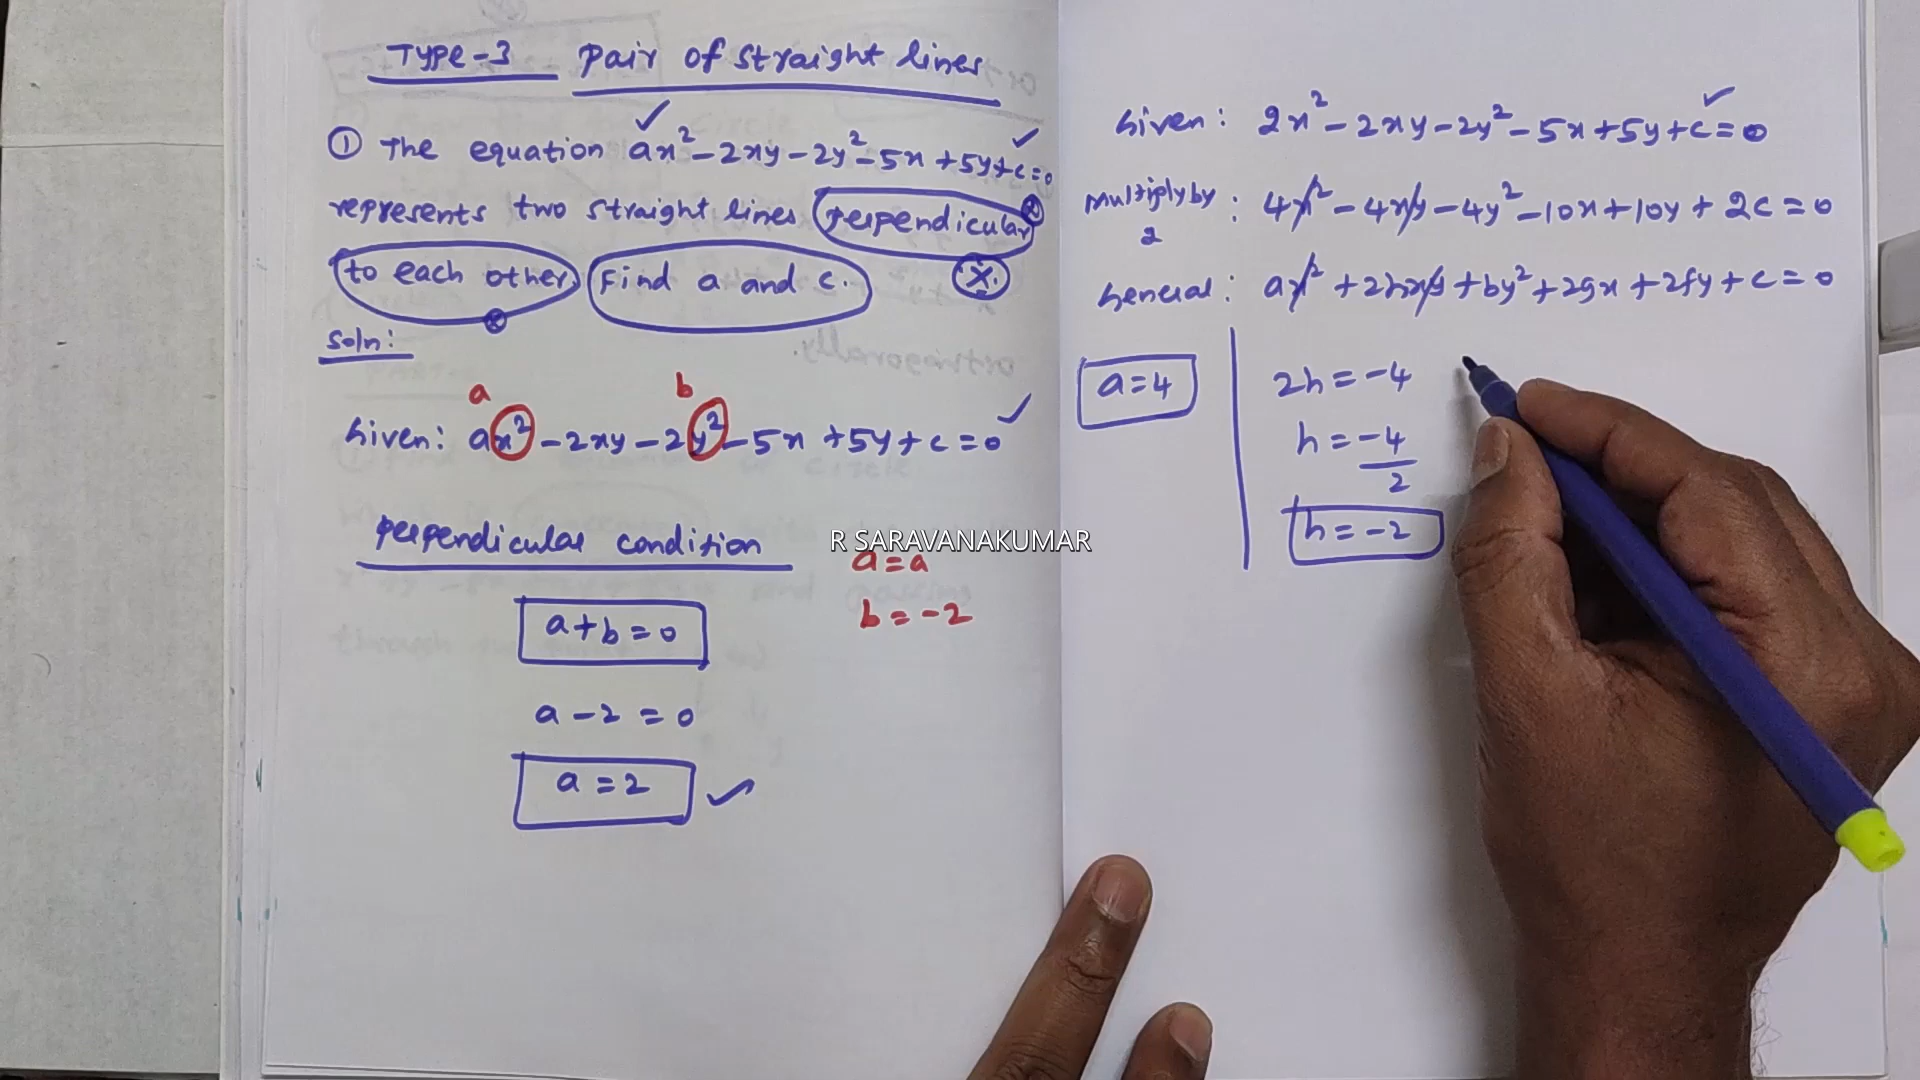 Type-3 Pair of straight lines
① The equation ax²-2xy-2y²-5x+5y+c=0
represents two straight lines perpendicular
to each other. Find a and c. X.
Soln:
a b
Given: ax²-2xy-2y²-5x+5y+c=0
perpendicular condition
R SARAVANAKUMAR
a=a
a+b=0
b=-2
a-2=0
a=2
Given: 2x²-2xy-2y²-5x+5y+c=0
Multiply by 2 : 4x²-4xy-4y²-10x+10y+2c=0
General: ax²+2hxy+by²+2gx+2fy+c=0
a=4
2h=-4
h=-4/2
h=-2